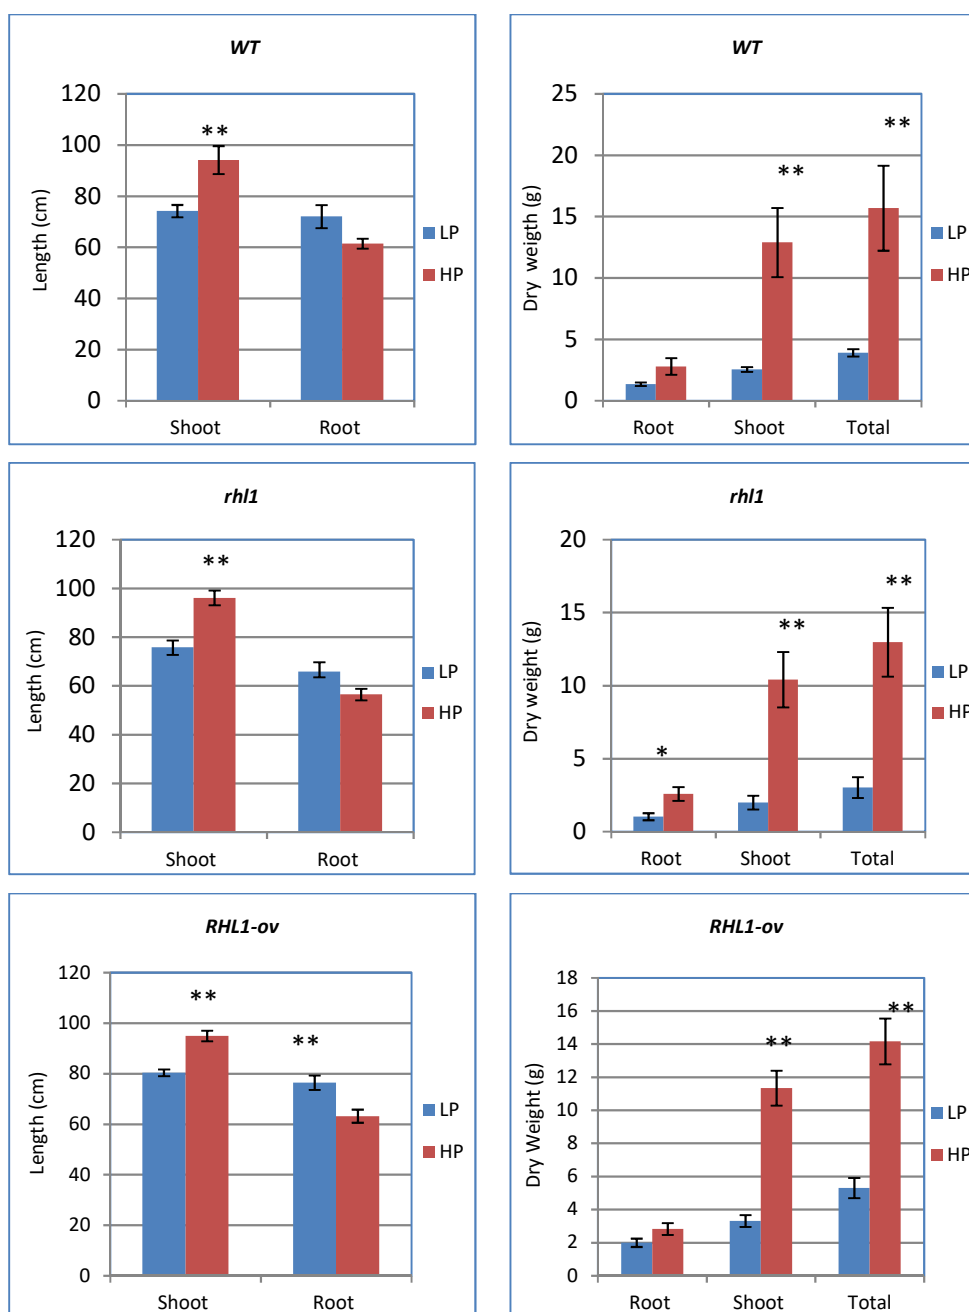 WT
120
100
80
60
40
20
0
Length (cm)
**
Shoot Root
LP
HP
WT
25
20
15
10
5
0
Dry weigth (g)
**
**
Root Shoot Total
LP
HP
rhl1
120
100
80
60
40
20
0
Length (cm)
**
Shoot Root
LP
HP
rhl1
20
15
10
5
0
Dry weight (g)
*
**
**
Root Shoot Total
LP
HP
RHL1-ov
120
100
80
60
40
20
0
Length (cm)
**
**
Shoot Root
LP
HP
RHL1-ov
18
16
14
12
10
8
6
4
2
0
Dry Weight (g)
**
**
Root Shoot Total
LP
HP